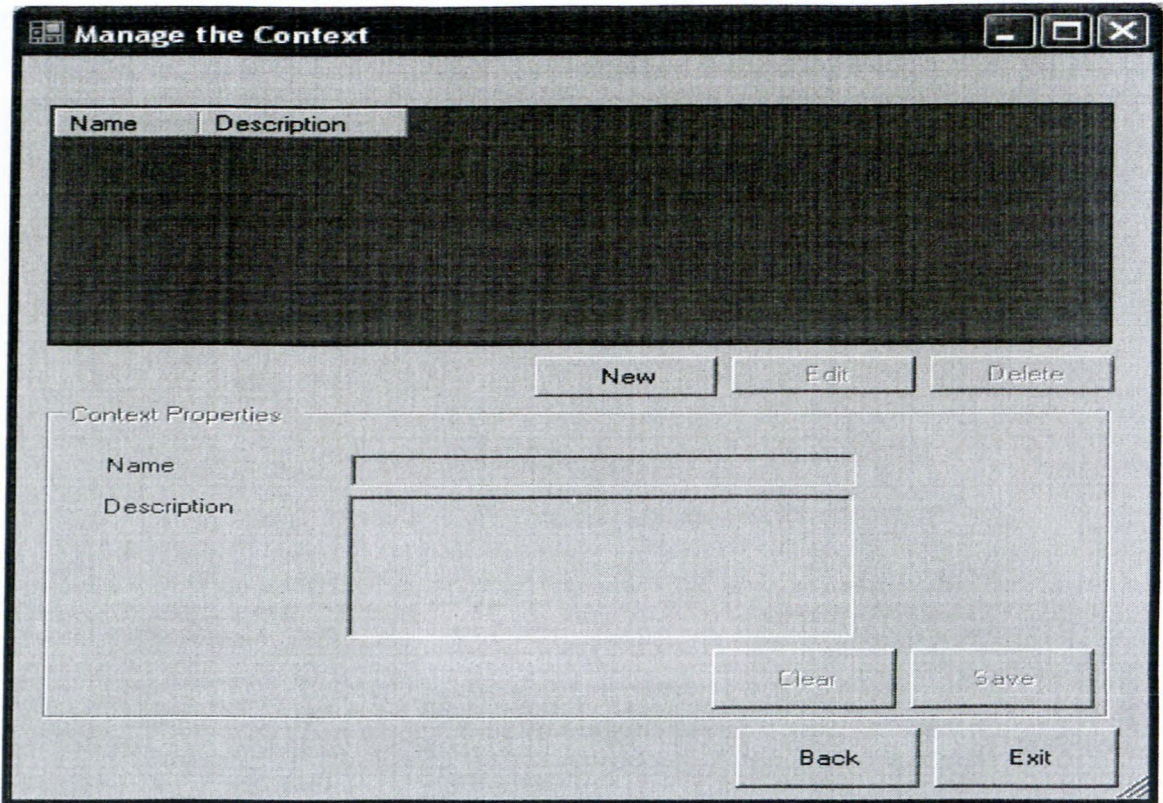 Manage the Context
Name Description
New Edit Delete
Context Properties
Name
Description
Clear Save
Back Exit